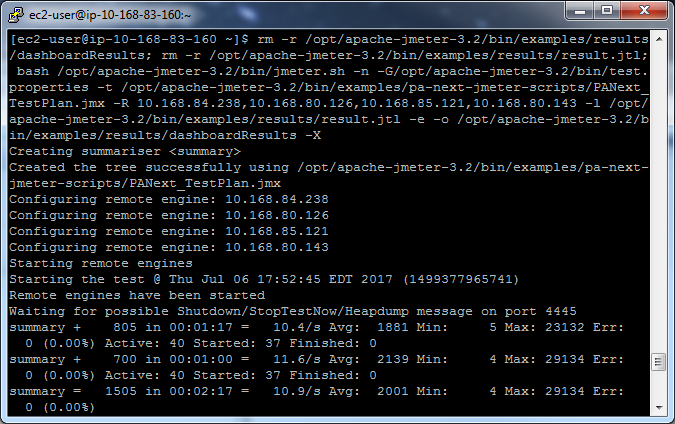 ec2-user@ip-10-168-83-160:~
[ec2-user@ip-10-168-83-160 ~]$ rm -r /opt/apache-jmeter-3.2/bin/examples/results
/dashboardResults; rm -r /opt/apache-jmeter-3.2/bin/examples/results/result.jtl;
 bash /opt/apache-jmeter-3.2/bin/jmeter.sh -n -G/opt/apache-jmeter-3.2/bin/test.
properties -t /opt/apache-jmeter-3.2/bin/examples/pa-next-jmeter-scripts/PANext_
TestPlan.jmx -R 10.168.84.238,10.168.80.126,10.168.85.121,10.168.80.143 -l /opt/
apache-jmeter-3.2/bin/examples/results/result.jtl -e -o /opt/apache-jmeter-3.2/b
in/examples/results/dashboardResults -X
Creating summariser <summary>
Created the tree successfully using /opt/apache-jmeter-3.2/bin/examples/pa-next-
jmeter-scripts/PANext_TestPlan.jmx
Configuring remote engine: 10.168.84.238
Configuring remote engine: 10.168.80.126
Configuring remote engine: 10.168.85.121
Configuring remote engine: 10.168.80.143
Starting remote engines
Starting the test @ Thu Jul 06 17:52:45 EDT 2017 (1499377965741)
Remote engines have been started
Waiting for possible Shutdown/StopTestNow/Heapdump message on port 4445
summary +    805 in 00:01:17 =   10.4/s Avg:  1881 Min:     5 Max: 23132 Err:
  0 (0.00%) Active: 40 Started: 37 Finished: 0
summary +    700 in 00:01:00 =   11.6/s Avg:  2139 Min:     4 Max: 29134 Err:
  0 (0.00%) Active: 40 Started: 37 Finished: 0
summary =   1505 in 00:02:17 =   10.9/s Avg:  2001 Min:     4 Max: 29134 Err:
  0 (0.00%)